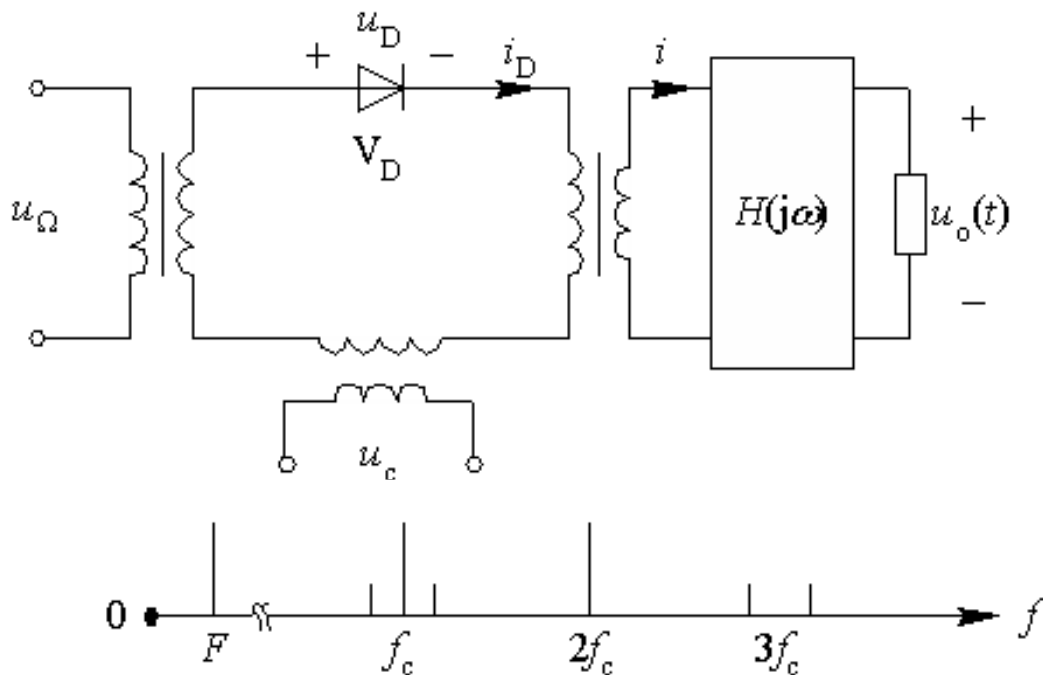 u_D
+ − i_D i
V_D
+
u_Ω H(jω) u_o(t)
−
u_c
0 F f_c 2f_c 3f_c f